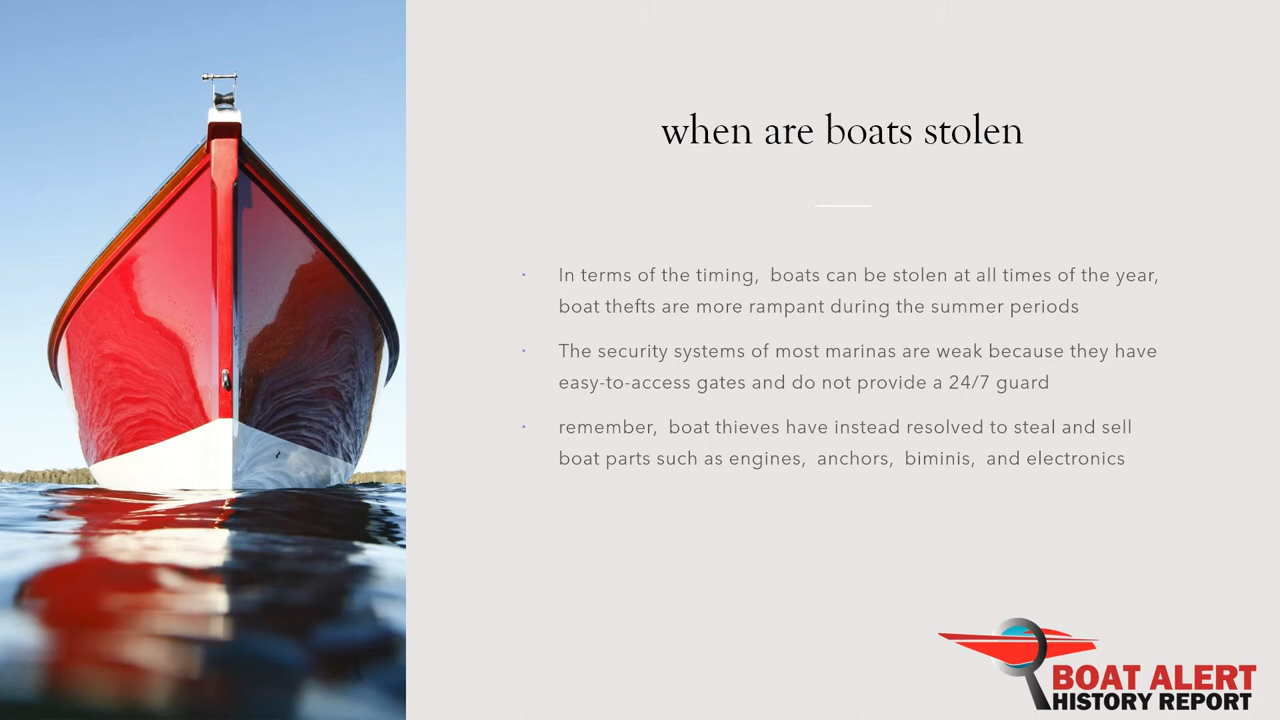 when are boats stolen
• In terms of the timing,  boats can be stolen at all times of the year,
boat thefts are more rampant during the summer periods
• The security systems of most marinas are weak because they have
easy-to-access gates and do not provide a 24/7 guard
• remember,  boat thieves have instead resolved to steal and sell
boat parts such as engines,  anchors,  biminis,  and electronics
BOAT ALERT
HISTORY REPORT